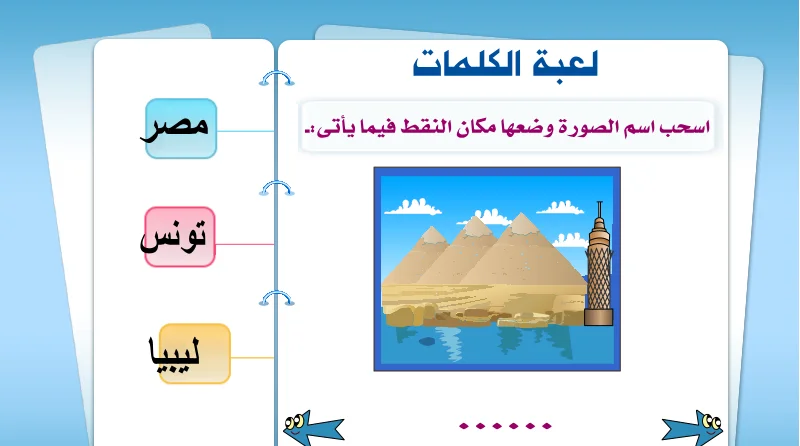 لعبة الكلمات
اسحب اسم الصورة وضعها مكان النقط فيما يأتى :ـ
مصر
تونس
ليبيا